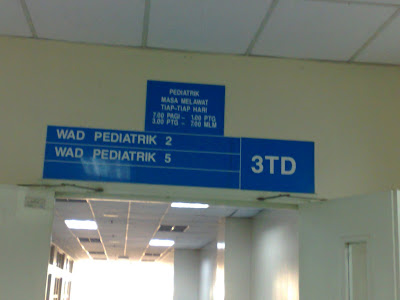 PEDIATRIK
MASA MELAWAT
TIAP-TIAP HARI
7.00 PAGI - 1.00 PTG
3.00 PTG - 7.00 MLM
WAD PEDIATRIK 2
WAD PEDIATRIK 5
3TD